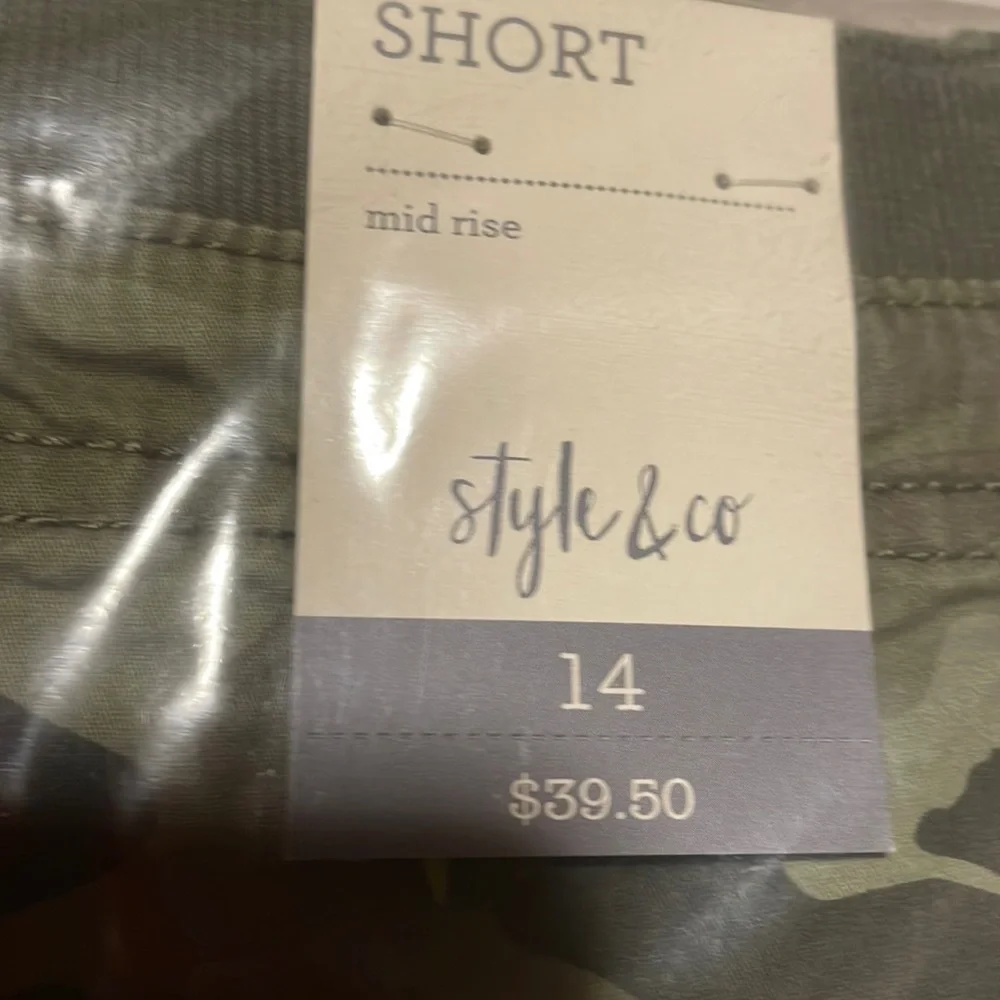 SHORT
mid rise
style & co
14
$39.50